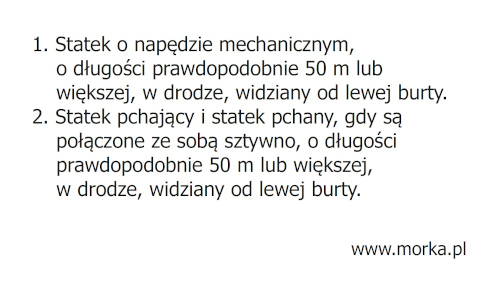 1. Statek o napędzie mechanicznym,
o długości prawdopodobnie 50 m lub
większej, w drodze, widziany od lewej burty.
2. Statek pchający i statek pchany, gdy są
połączone ze sobą sztywno, o długości
prawdopodobnie 50 m lub większej,
w drodze, widziany od lewej burty.
www.morka.pl